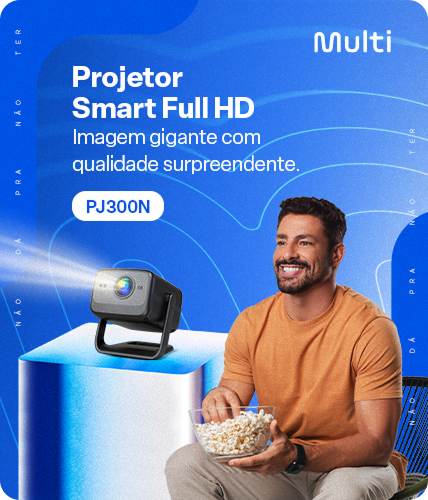 Multi
Projetor
Smart Full HD
Imagem gigante com
qualidade surpreendente.
PJ300N
NÃO DÁ PRA NÃO TER
NÃO DÁ PRA NÃO TER